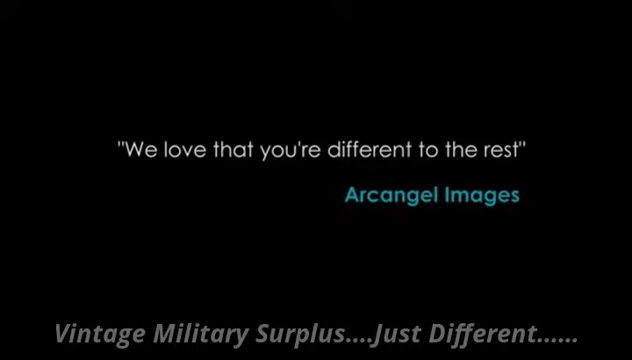 "We love that you're different to the rest"
Arcangel Images
Vintage Military Surplus....Just Different......